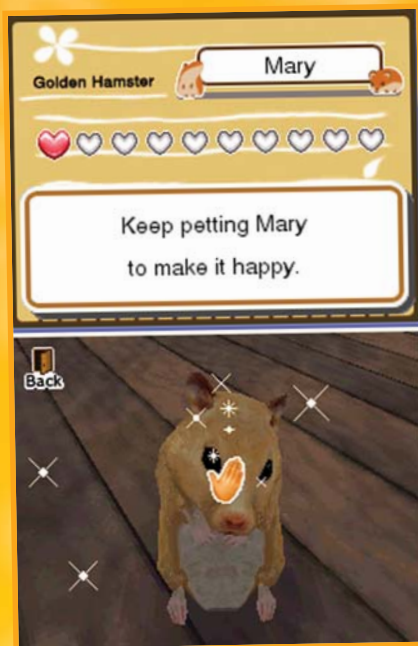 Mary
Golden Hamster
Keep petting Mary
to make it happy.
Back